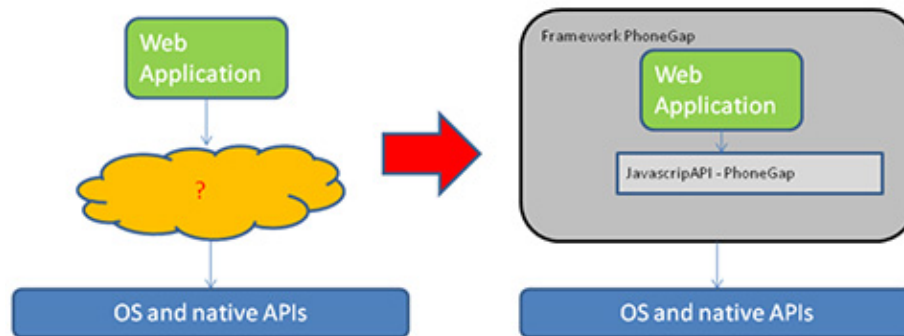 Web
Application
?
OS and native APIs
Framework PhoneGap
Web
Application
JavascripAPI - PhoneGap
OS and native APIs